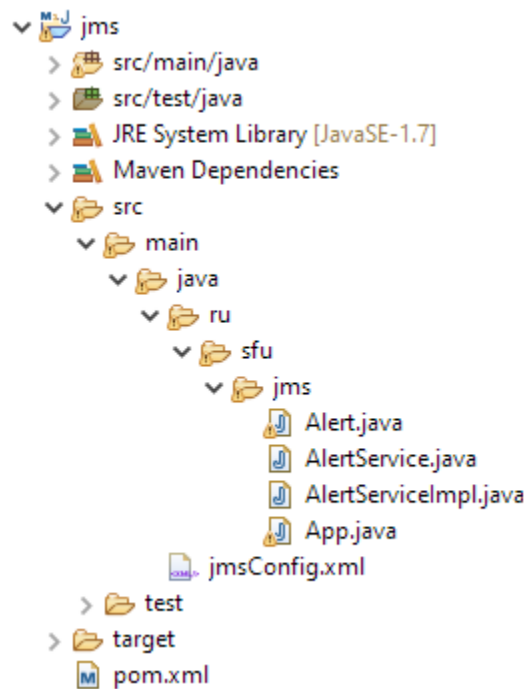 jms
src/main/java
src/test/java
JRE System Library [JavaSE-1.7]
Maven Dependencies
src
main
java
ru
sfu
jms
Alert.java
AlertService.java
AlertServiceImpl.java
App.java
jmsConfig.xml
test
target
pom.xml